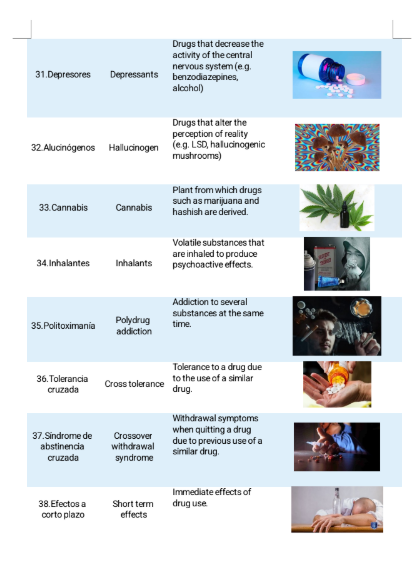 Drugs that decrease the
activity of the central
31.Depresores Depressants nervous system (e.g.
benzodiazepines,
alcohol)
Drugs that alter the
perception of reality
32.Alucinógenos Hallucinogen (e.g. LSD, hallucinogenic
mushrooms)
Plant from which drugs
33.Cannabis Cannabis such as marijuana and
hashish are derived.
Volatile substances that
34.Inhalantes Inhalants are inhaled to produce
psychoactive effects.
Addiction to several
substances at the same
35.Politoximanía Polydrug addiction time.
Tolerance to a drug due
36.Tolerancia cruzada Cross tolerance to the use of a similar
drug.
Withdrawal symptoms
37.Síndrome de abstinencia cruzada Crossover withdrawal syndrome when quitting a drug
due to previous use of a
similar drug.
Immediate effects of
38.Efectos a corto plazo Short term effects drug use.